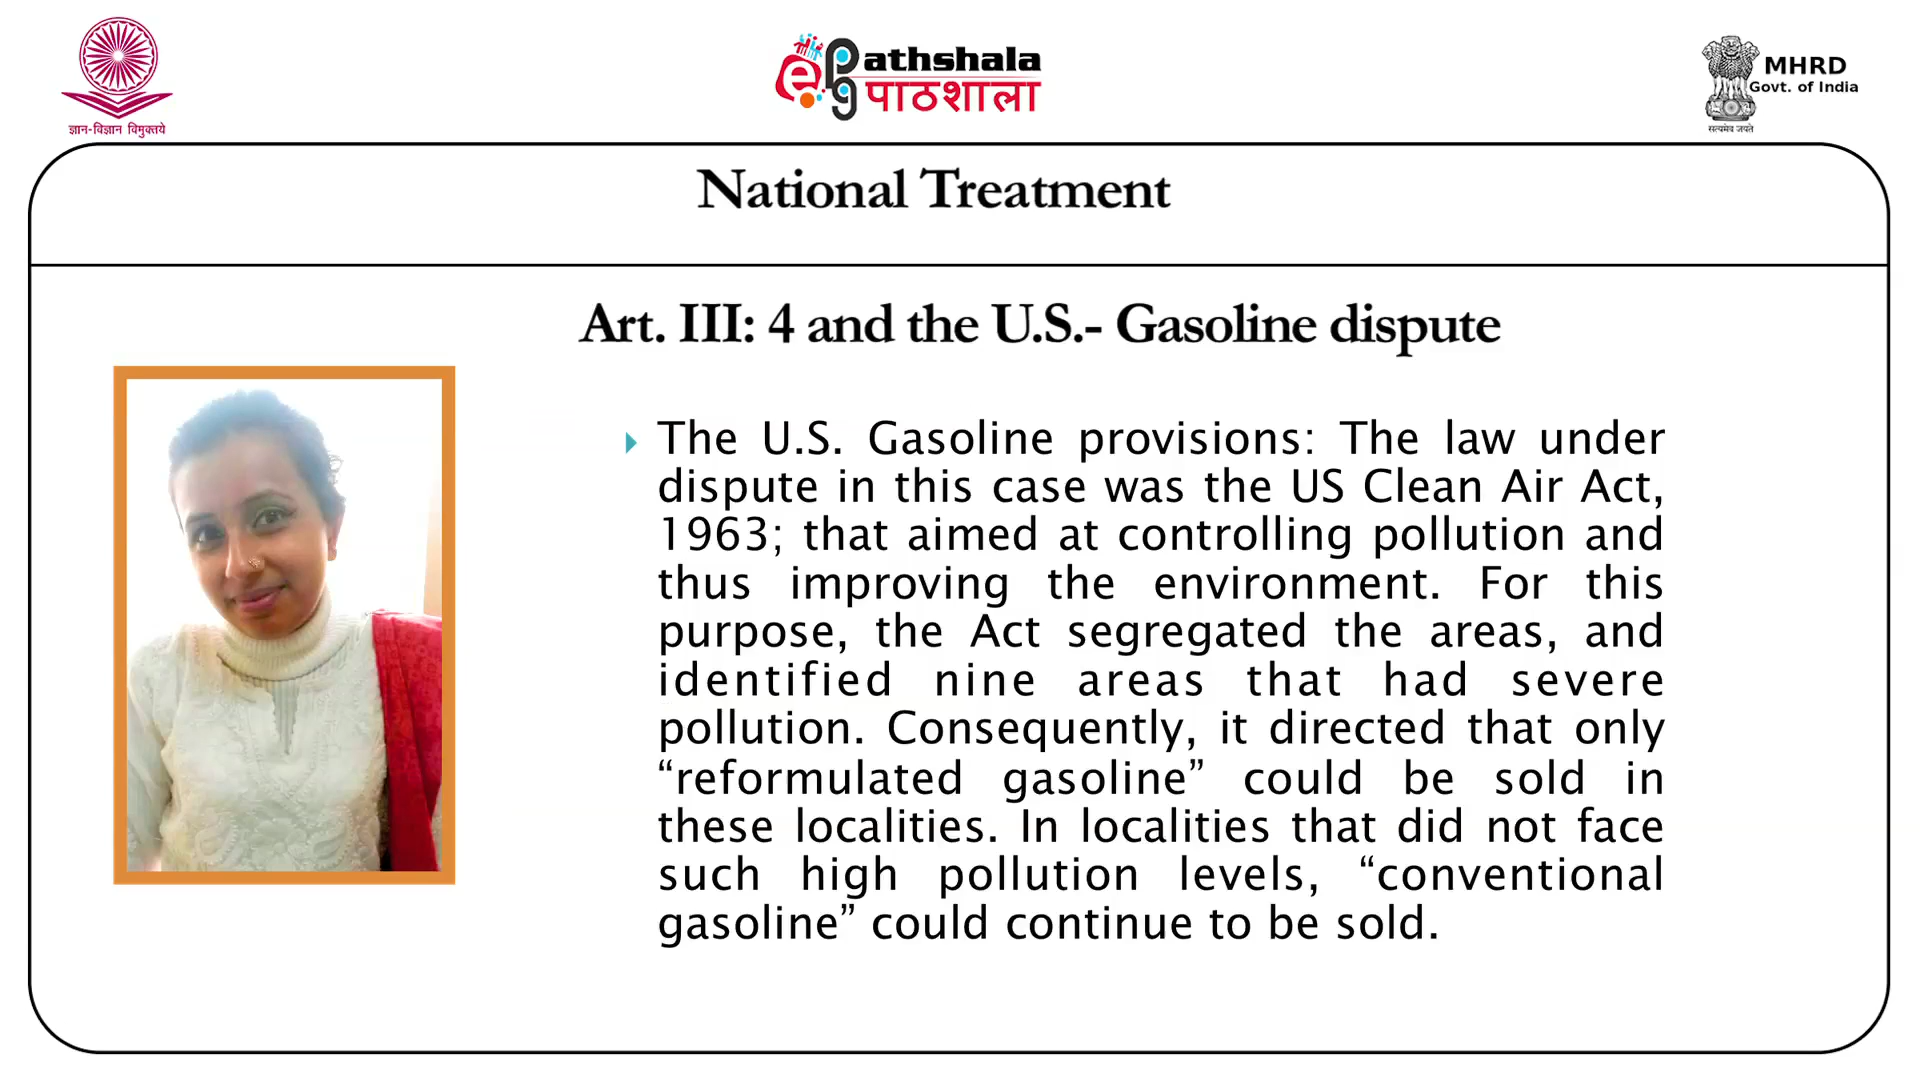 ज्ञान-विज्ञान विमुक्तये
e Pg athshala
पाठशाला
MHRD
Govt. of India
सत्यमेव जयते
National Treatment
Art. III: 4 and the U.S.- Gasoline dispute
The U.S. Gasoline provisions: The law under
dispute in this case was the US Clean Air Act,
1963; that aimed at controlling pollution and
thus improving the environment. For this
purpose, the Act segregated the areas, and
identified nine areas that had severe
pollution. Consequently, it directed that only
“reformulated gasoline” could be sold in
these localities. In localities that did not face
such high pollution levels, “conventional
gasoline” could continue to be sold.